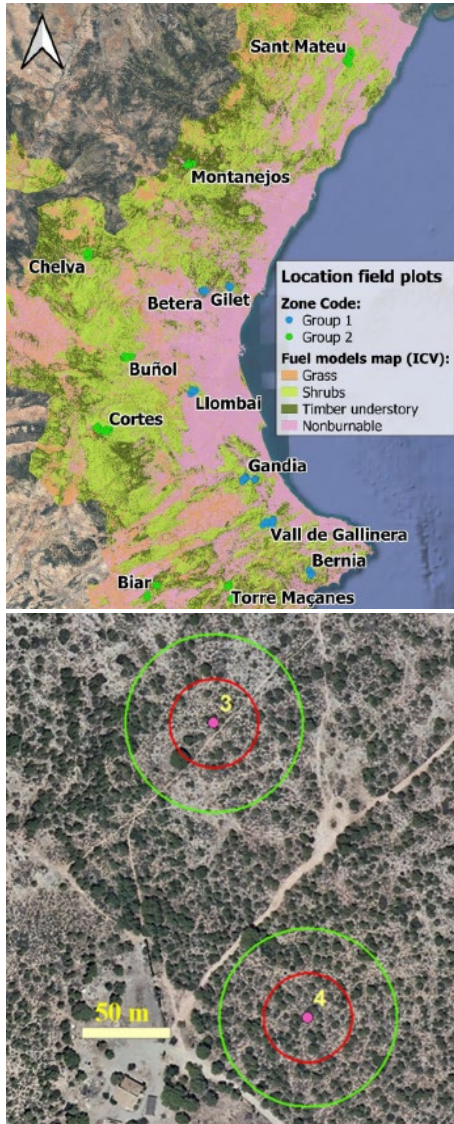 Sant Mateu
Montanejos
Chelva
Betera
Gilet
Location field plots
Zone Code:
Group 1
Group 2
Fuel models map (ICV):
Grass
Shrubs
Timber understory
Nonburnable
Buñol
Llombai
Cortes
Gandia
Vall de Gallinera
Bernia
Biar
Torre Maçanes
3
4
50 m